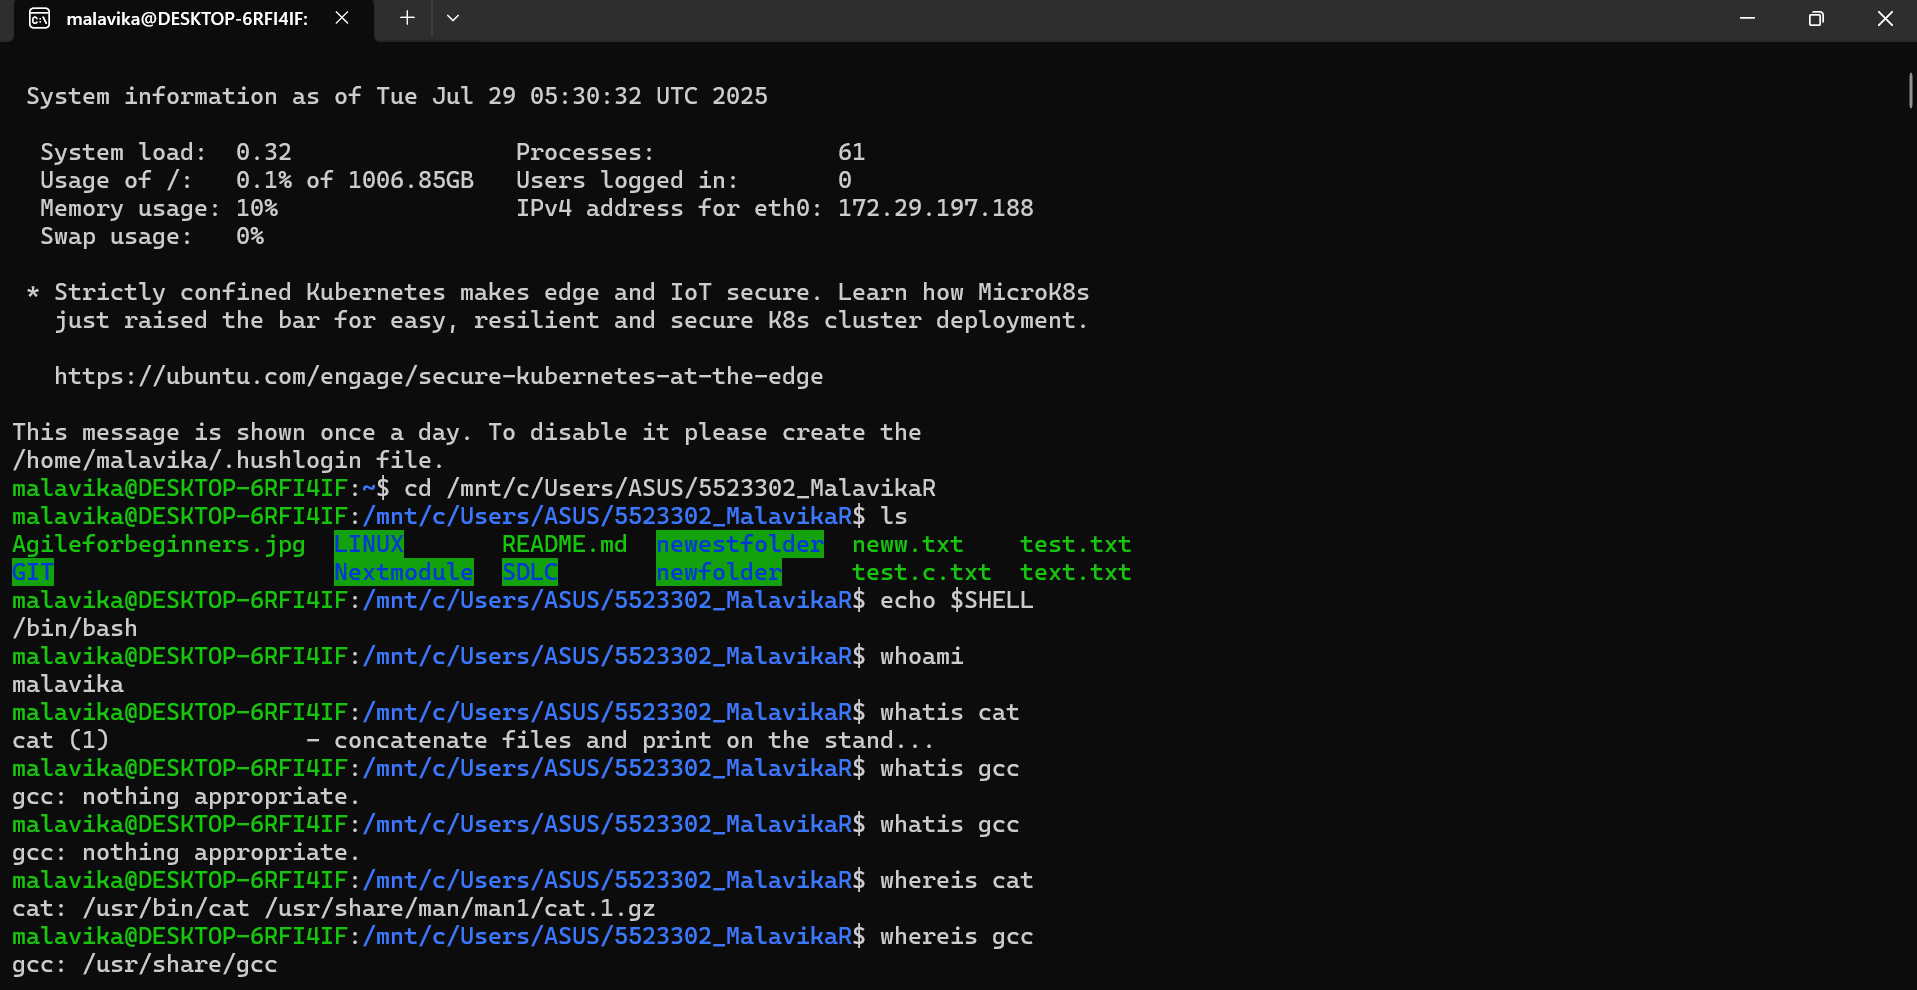 malavika@DESKTOP-6RFI4IF:
System information as of Tue Jul 29 05:30:32 UTC 2025
System load:  0.32                Processes:             61
Usage of /:   0.1% of 1006.85GB   Users logged in:       0
Memory usage: 10%                 IPv4 address for eth0: 172.29.197.188
Swap usage:   0%
* Strictly confined Kubernetes makes edge and IoT secure. Learn how MicroK8s
just raised the bar for easy, resilient and secure K8s cluster deployment.
https://ubuntu.com/engage/secure-kubernetes-at-the-edge
This message is shown once a day. To disable it please create the
/home/malavika/.hushlogin file.
malavika@DESKTOP-6RFI4IF:~$ cd /mnt/c/Users/ASUS/5523302_MalavikaR
malavika@DESKTOP-6RFI4IF:/mnt/c/Users/ASUS/5523302_MalavikaR$ ls
Agileforbeginners.jpg  LINUX       README.md  newestfolder  neww.txt    test.txt
GIT                    Nextmodule  SDLC       newfolder     test.c.txt  text.txt
malavika@DESKTOP-6RFI4IF:/mnt/c/Users/ASUS/5523302_MalavikaR$ echo $SHELL
/bin/bash
malavika@DESKTOP-6RFI4IF:/mnt/c/Users/ASUS/5523302_MalavikaR$ whoami
malavika
malavika@DESKTOP-6RFI4IF:/mnt/c/Users/ASUS/5523302_MalavikaR$ whatis cat
cat (1)              - concatenate files and print on the stand...
malavika@DESKTOP-6RFI4IF:/mnt/c/Users/ASUS/5523302_MalavikaR$ whatis gcc
gcc: nothing appropriate.
malavika@DESKTOP-6RFI4IF:/mnt/c/Users/ASUS/5523302_MalavikaR$ whatis gcc
gcc: nothing appropriate.
malavika@DESKTOP-6RFI4IF:/mnt/c/Users/ASUS/5523302_MalavikaR$ whereis cat
cat: /usr/bin/cat /usr/share/man/man1/cat.1.gz
malavika@DESKTOP-6RFI4IF:/mnt/c/Users/ASUS/5523302_MalavikaR$ whereis gcc
gcc: /usr/share/gcc